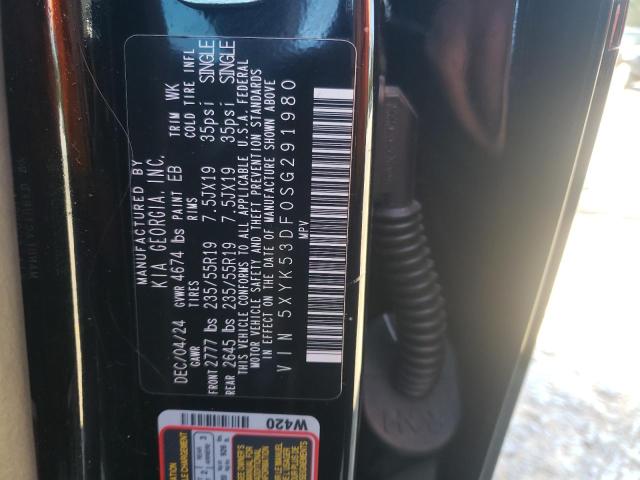 MANUFACTURED BY
KIA GEORGIA, INC.
DEC/04/24 GVWR 4674 lbs PAINT EB TRIM WK
GAWR TIRES RIMS COLD TIRE INFL
FRONT 2777 lbs 235/55R19 7.5JX19 35psi SINGLE
REAR 2645 lbs 235/55R19 7.5JX19 35psi SINGLE
THIS VEHICLE CONFORMS TO ALL APPLICABLE U.S.A. FEDERAL
MOTOR VEHICLE SAFETY AND THEFT PREVENTION STANDARDS
IN EFFECT ON THE DATE OF MANUFACTURE SHOWN ABOVE
VIN 5XYK53DF0SG291980
MPV
W420